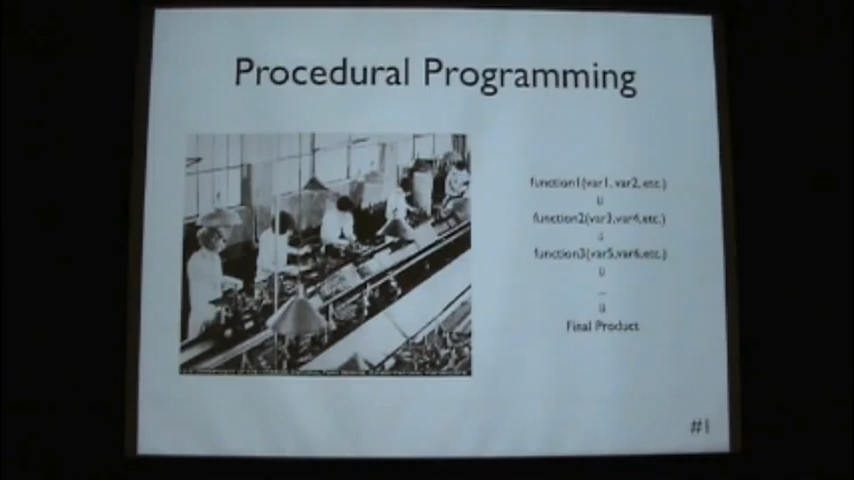 Procedural Programming
function1(var1, var2, etc.)
function2(var3,var4,etc.)
function3(var5,var6,etc.)
...
Final Product
#1